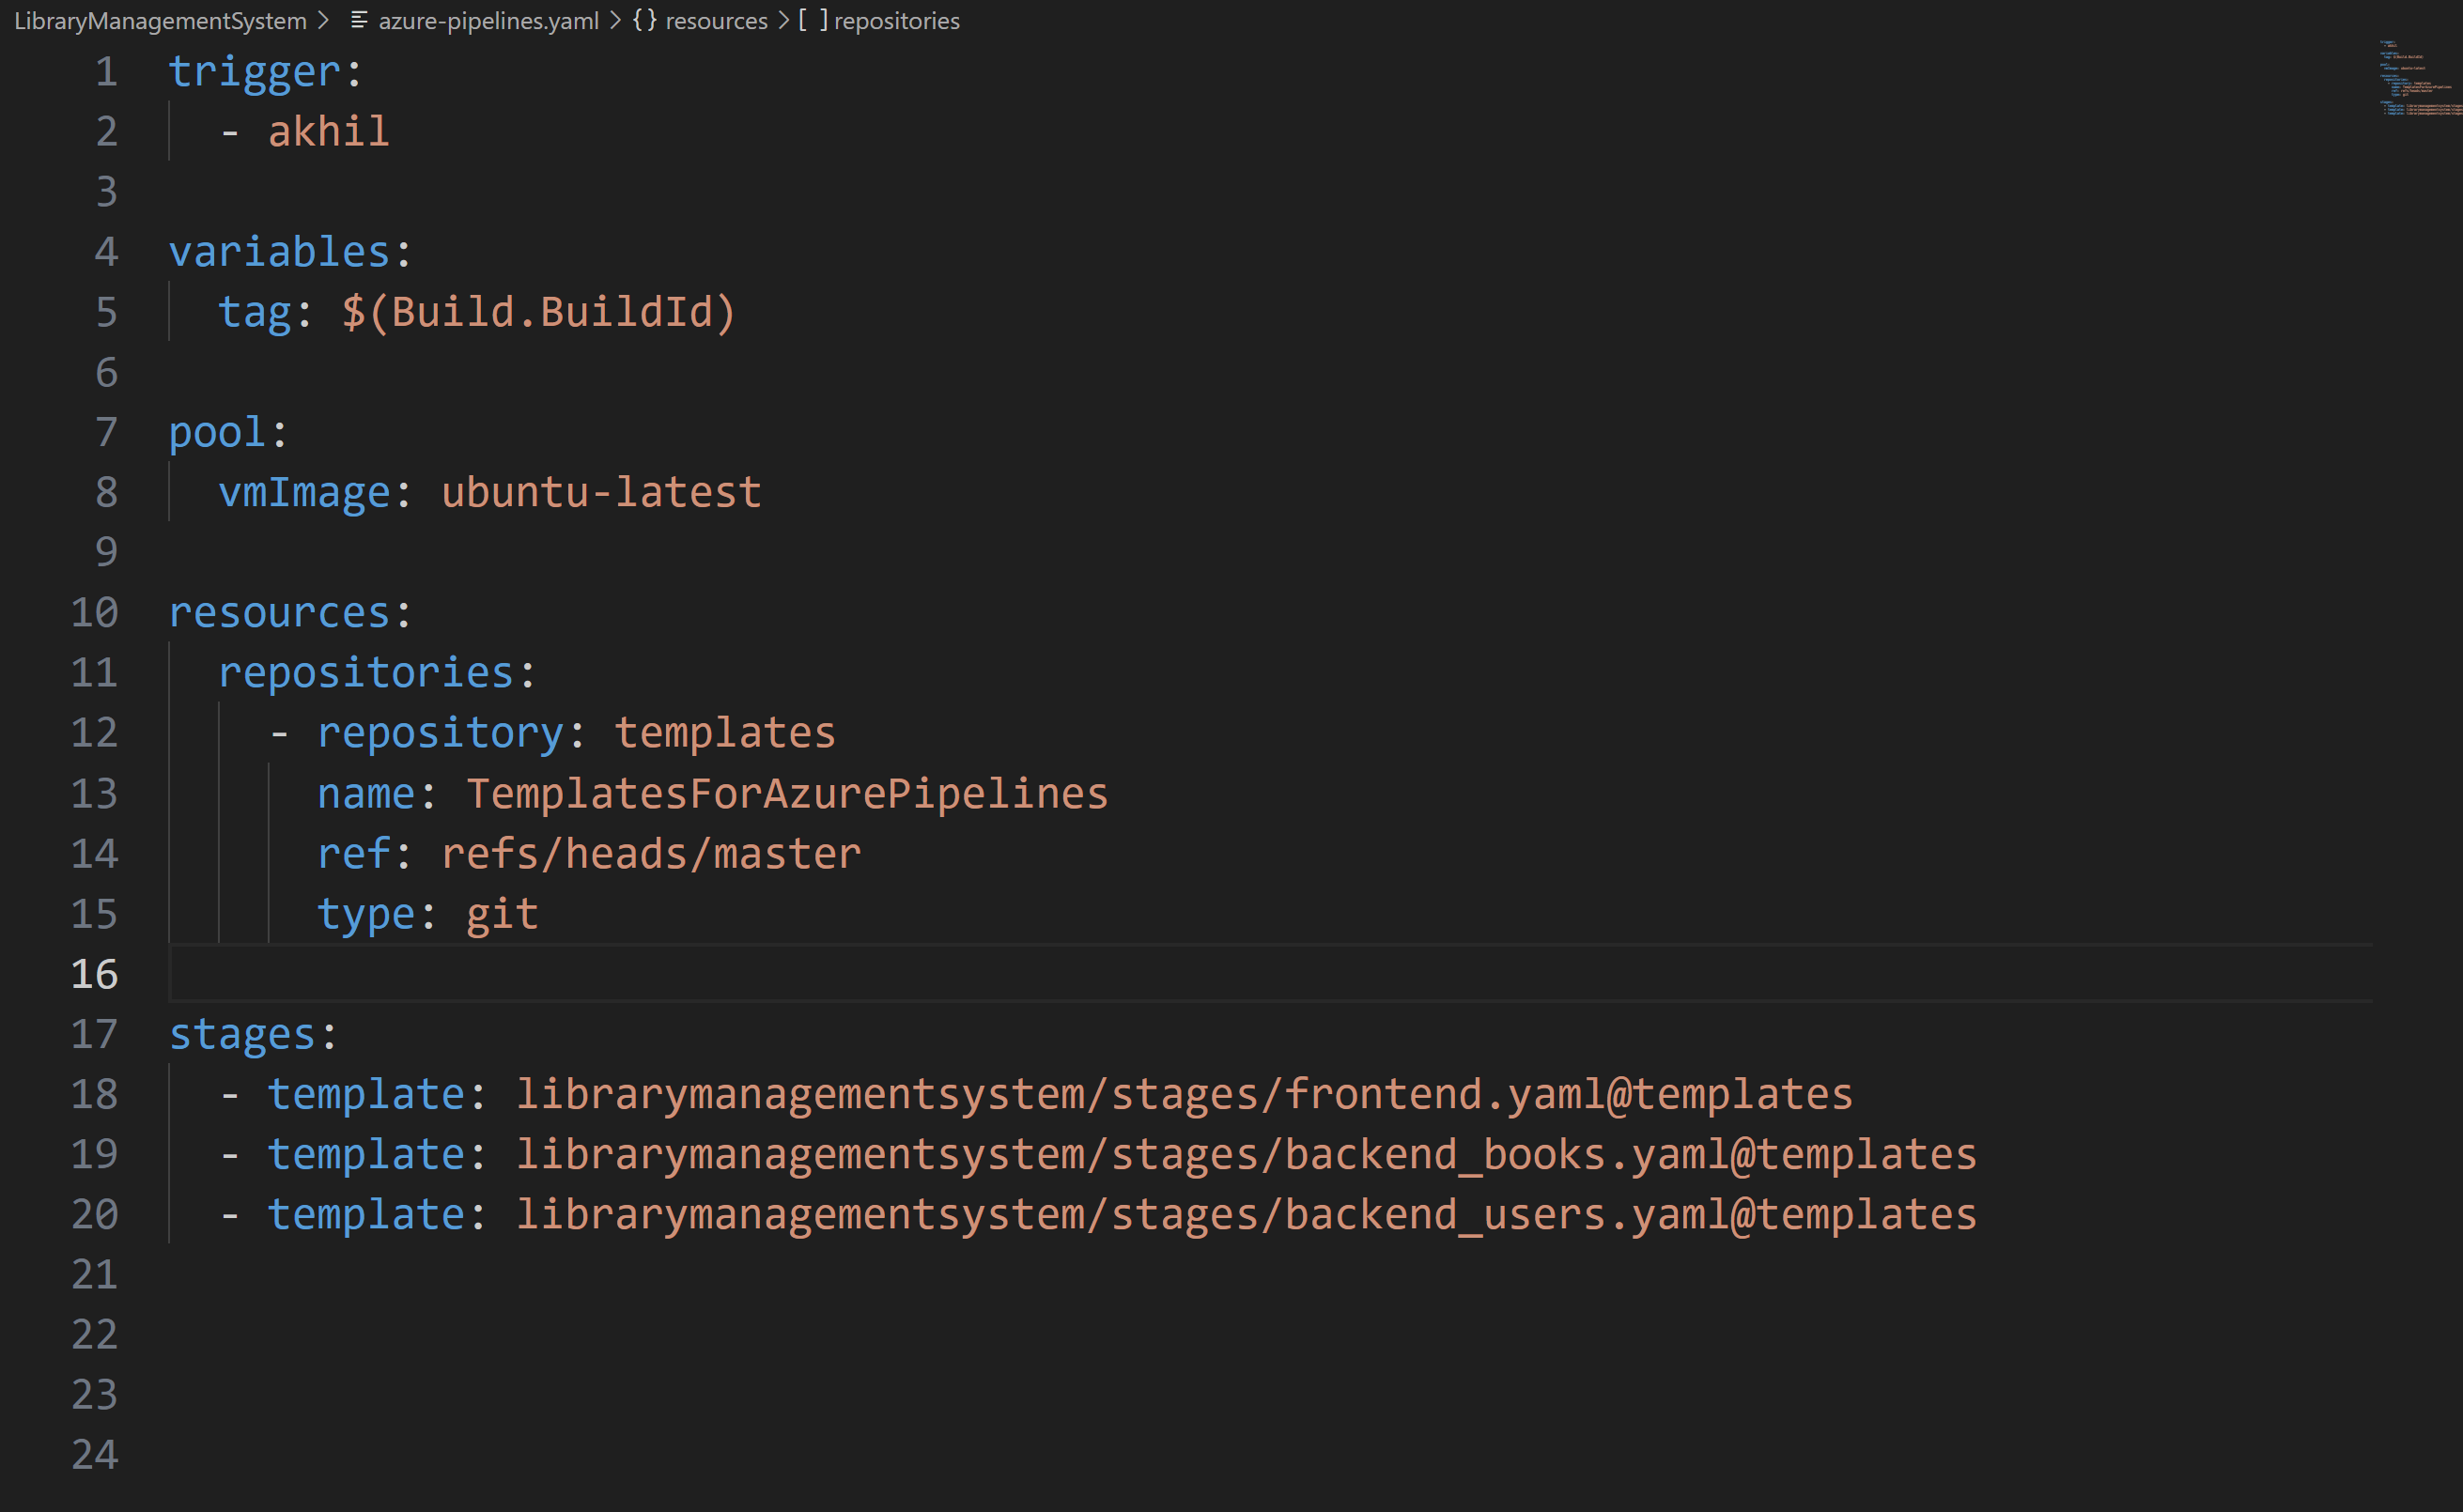 LibraryManagementSystem > azure-pipelines.yaml > {} resources > [ ] repositories
1 trigger:
2   - akhil
3
4 variables:
5   tag: $(Build.BuildId)
6
7 pool:
8   vmImage: ubuntu-latest
9
10 resources:
11   repositories:
12     - repository: templates
13       name: TemplatesForAzurePipelines
14       ref: refs/heads/master
15       type: git
16
17 stages:
18   - template: librarymanagementsystem/stages/frontend.yaml@templates
19   - template: librarymanagementsystem/stages/backend_books.yaml@templates
20   - template: librarymanagementsystem/stages/backend_users.yaml@templates
21
22
23
24